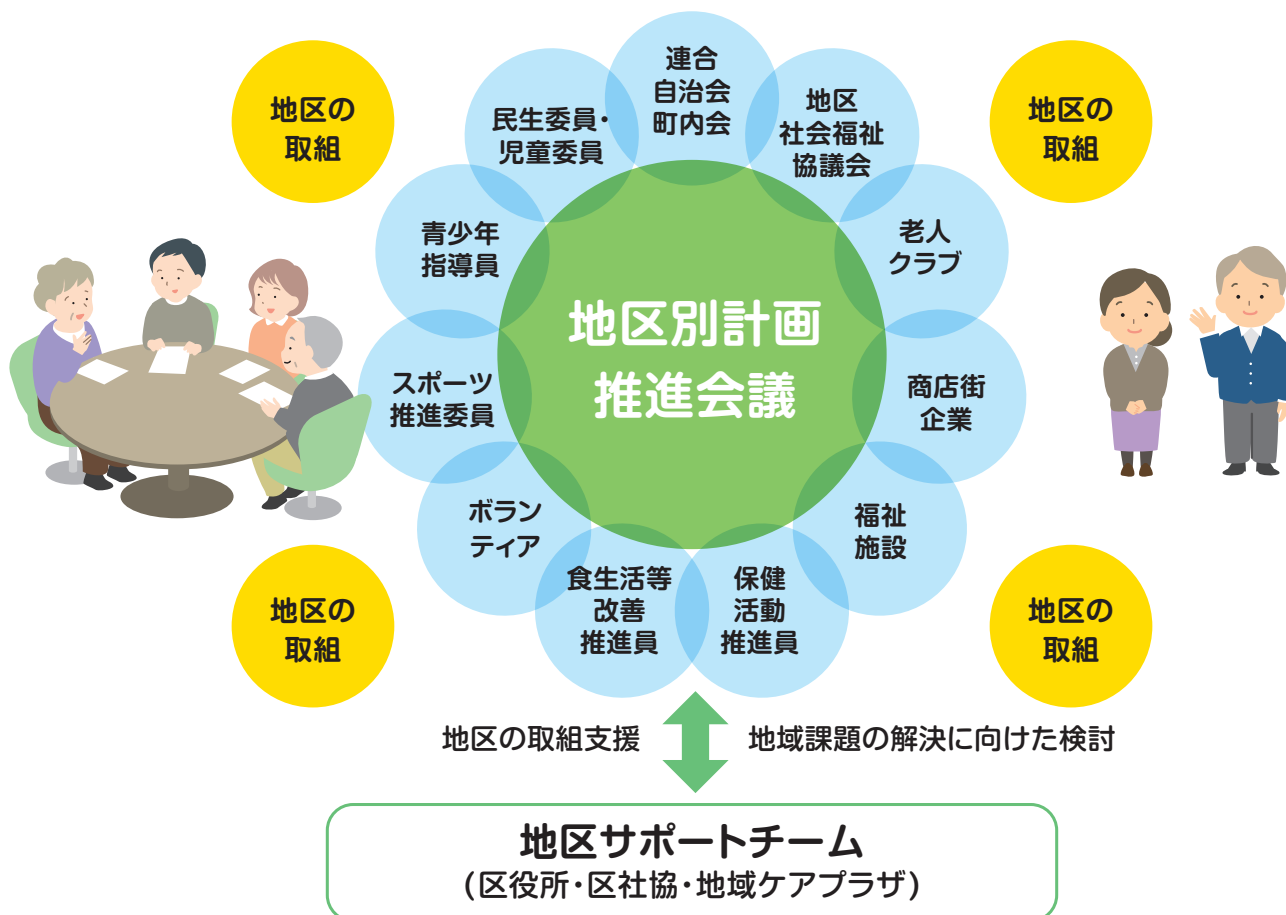 地区の
取組
連合
自治会
町内会
地区
社会福祉
協議会
地区の
取組
民生委員・
児童委員
青少年
指導員
老人
クラブ
地区別計画
推進会議
スポーツ
推進委員
商店街
企業
ボラン
ティア
福祉
施設
食生活等
改善
推進員
保健
活動
推進員
地区の
取組
地区の
取組
地区の取組支援
地域課題の解決に向けた検討
地区サポートチーム
(区役所・区社協・地域ケアプラザ)